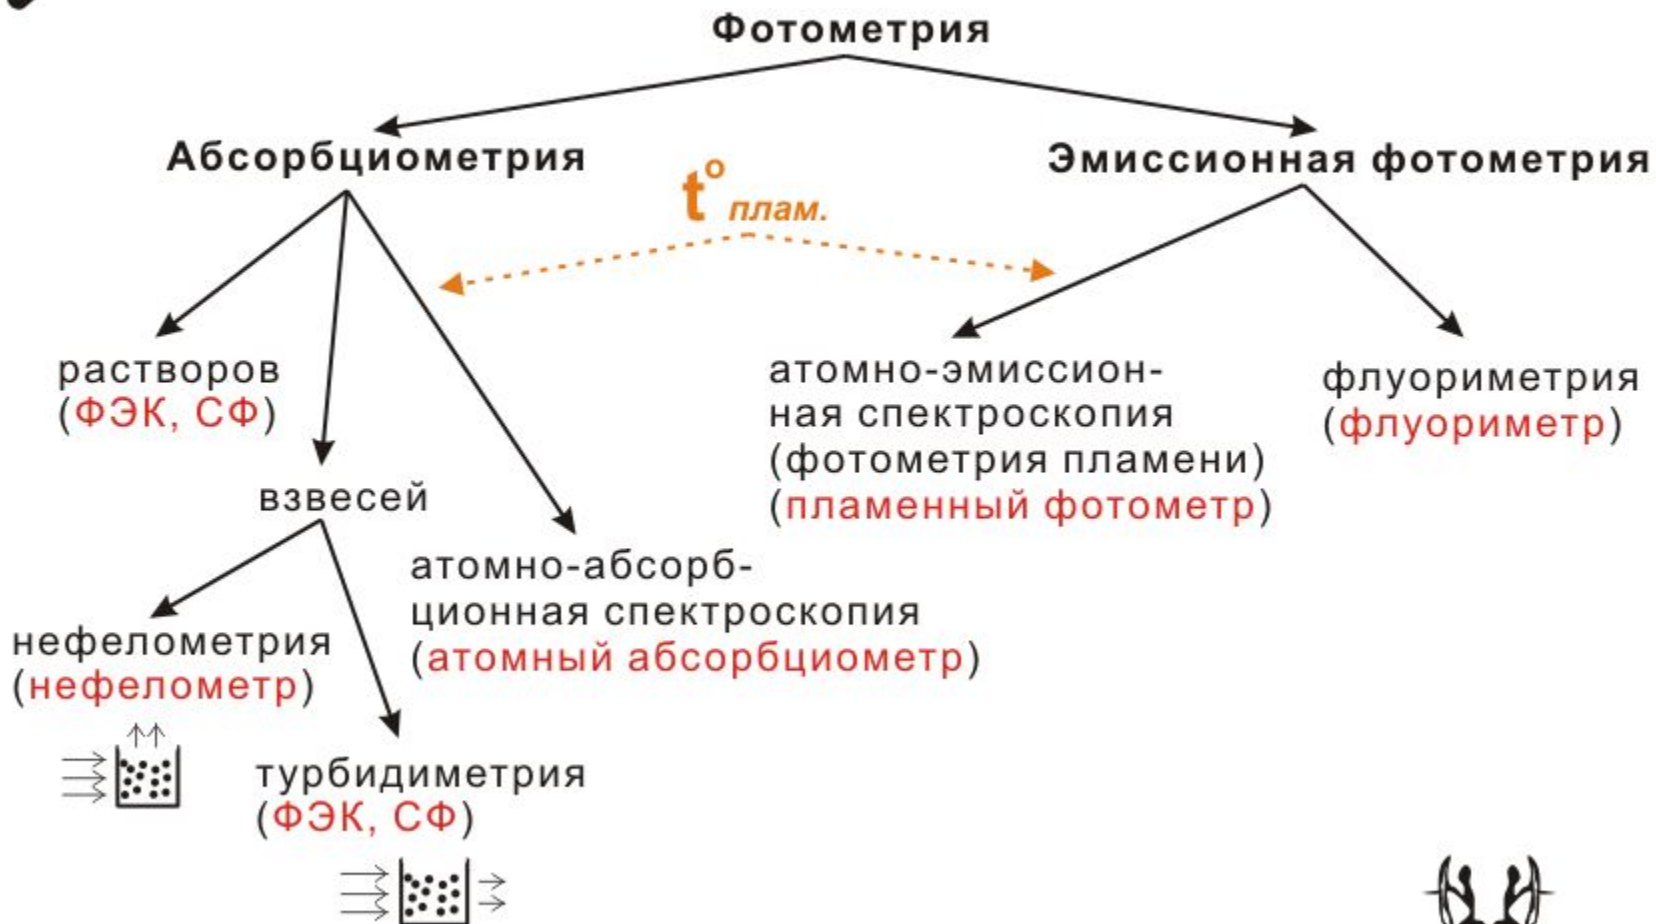 Фотометрия
Абсорбциометрия
Эмиссионная фотометрия
t° плам.
растворов
(ФЭК, СФ)
взвесей
атомно-абсорб-
ционная спектроскопия
(атомный абсорбциометр)
нефелометрия
(нефелометр)
турбидиметрия
(ФЭК, СФ)
атомно-эмиссион-
ная спектроскопия
(фотометрия пламени)
(пламенный фотометр)
флуориметрия
(флуориметр)